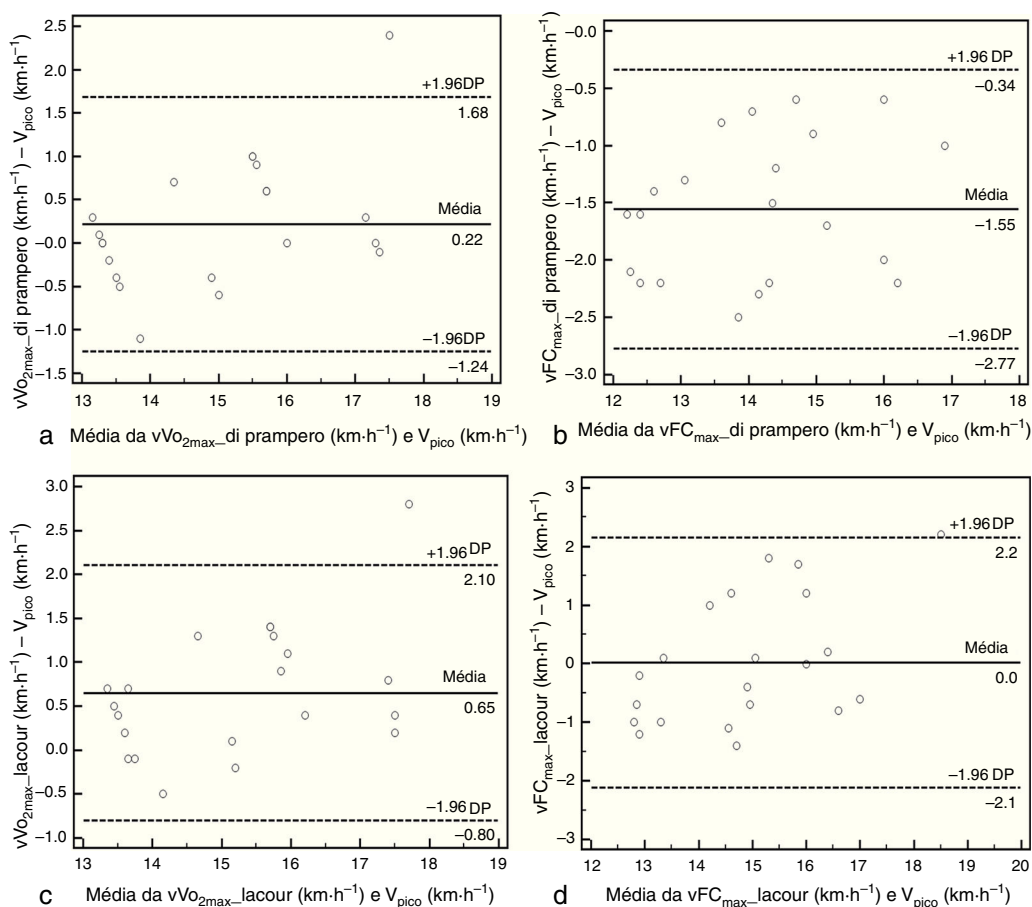 vVo2max_di prampero (km·h−1) – Vpico (km·h−1)
2.5
2.0
1.5
1.0
0.5
−0.0
−0.5
−1.0
−1.5
+1.96 DP
1.68
Média
0.22
−1.96 DP
−1.24
13 14 15 16 17 18 19
a Média da vVo2max_di prampero (km·h−1) e Vpico (km·h−1)
vFCmax_di prampero (km·h−1) – Vpico (km·h−1)
−0.0
−0.5
−1.0
−1.5
−2.0
−2.5
−3.0
+1.96 DP
−0.34
Média
−1.55
−1.96 DP
−2.77
12 13 14 15 16 17 18
b Média da vFCmax_di prampero (km·h−1) e Vpico (km·h−1)
vVo2max_lacour (km·h−1) – Vpico (km·h−1)
3.0
2.5
2.0
1.5
1.0
0.5
0.0
−0.5
−1.0
+1.96 DP
2.10
Média
0.65
−1.96 DP
−0.80
13 14 15 16 17 18 19
c Média da vVo2max_lacour (km·h−1) e Vpico (km·h−1)
vFCmax_lacour (km·h−1) – Vpico (km·h−1)
3
2
1
0
−1
−2
−3
+1.96 DP
2.2
Média
0.0
−1.96 DP
−2.1
12 13 14 15 16 17 18 19 20
d Média da vFCmax_lacour (km·h−1) e Vpico (km·h−1)